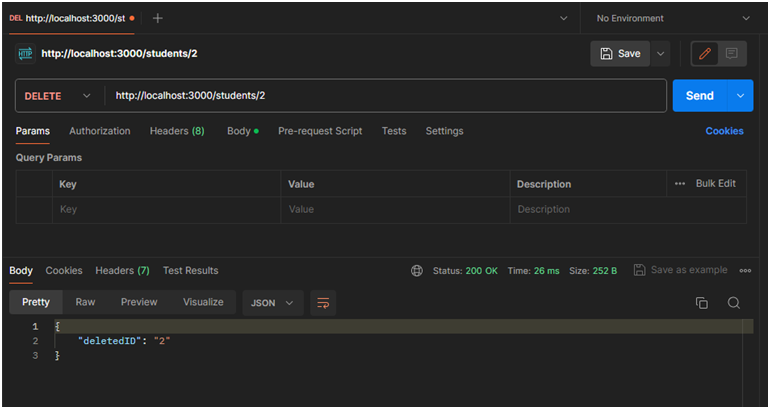 DEL http://localhost:3000/st No Environment
HTTP http://localhost:3000/students/2 Save
DELETE http://localhost:3000/students/2 Send
Params Authorization Headers (8) Body Pre-request Script Tests Settings Cookies
Query Params
Key Value Description Bulk Edit
Key Value Description
Body Cookies Headers (7) Test Results Status: 200 OK Time: 26 ms Size: 252 B Save as example
Pretty Raw Preview Visualize JSON
1 {
2 "deletedID": "2"
3 }